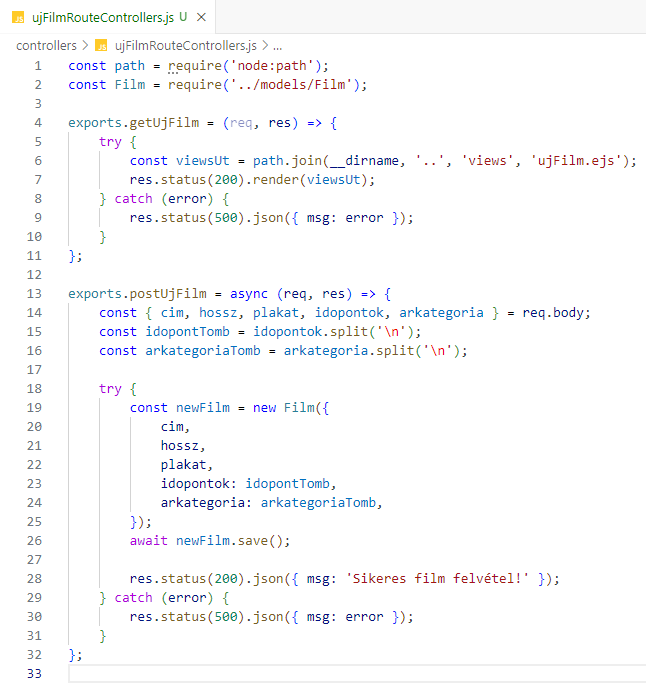 ujFilmRouteControllers.js U ×
controllers > ujFilmRouteControllers.js > ...
1 const path = require('node:path');
2 const Film = require('../models/Film');
3
4 exports.getUjFilm = (req, res) => {
5     try {
6         const viewsUt = path.join(__dirname, '..', 'views', 'ujFilm.ejs');
7         res.status(200).render(viewsUt);
8     } catch (error) {
9         res.status(500).json({ msg: error });
10     }
11 };
12
13 exports.postUjFilm = async (req, res) => {
14     const { cim, hossz, plakat, idopontok, arkategoria } = req.body;
15     const idopontTomb = idopontok.split('\n');
16     const arkategoriaTomb = arkategoria.split('\n');
17
18     try {
19         const newFilm = new Film({
20             cim,
21             hossz,
22             plakat,
23             idopontok: idopontTomb,
24             arkategoria: arkategoriaTomb,
25         });
26         await newFilm.save();
27
28         res.status(200).json({ msg: 'Sikeres film felvétel!' });
29     } catch (error) {
30         res.status(500).json({ msg: error });
31     }
32 };
33